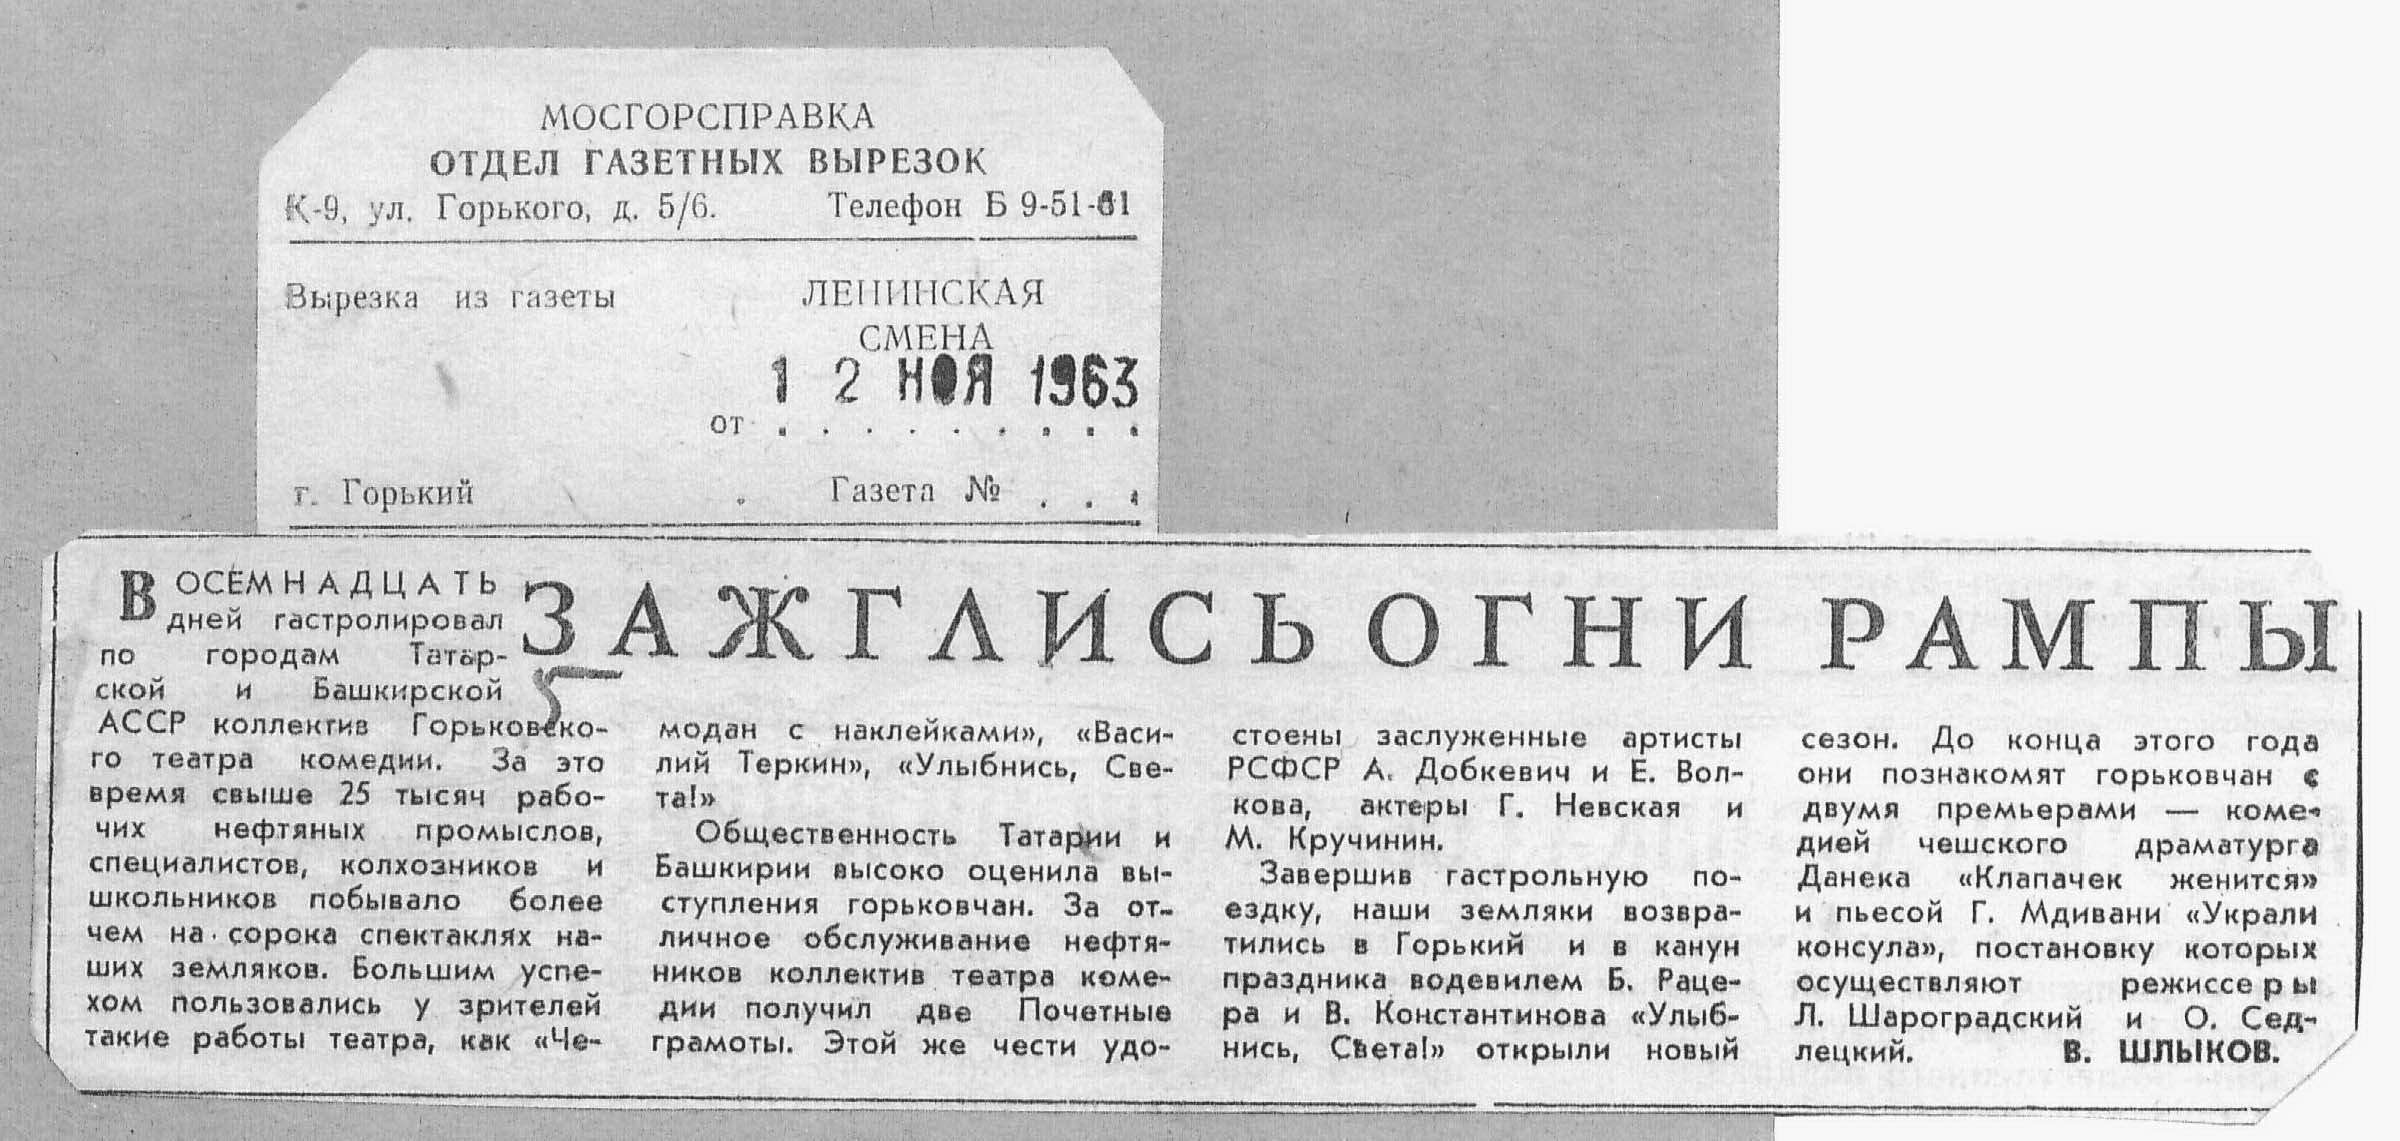 МОСГОРСПРАВКА
ОТДЕЛ ГАЗЕТНЫХ ВЫРЕЗОК
К-9, ул. Горького, д. 5/6. Телефон Б 9-51-61
Вырезка из газеты ЛЕНИНСКАЯ
СМЕНА
12 НОЯ 1963
от . . . . . . . . .
г. Горький . Газета № . . .
ЗАЖГЛИСЬ ОГНИ РАМПЫ
ВОСЕМНАДЦАТЬ
дней гастролировал
по городам Татар-
ской и Башкирской
АССР коллектив Горьковско-
го театра комедии. За это
время свыше 25 тысяч рабо-
чих нефтяных промыслов,
специалистов, колхозников и
школьников побывало более
чем на сорока спектаклях на-
ших земляков. Большим успе-
хом пользовались у зрителей
такие работы театра, как «Че-
модан с наклейками», «Васи-
лий Теркин», «Улыбнись, Све-
та!»
Общественность Татарии и
Башкирии высоко оценила вы-
ступления горьковчан. За от-
личное обслуживание нефтя-
ников коллектив театра коме-
дии получил две Почетные
грамоты. Этой же чести удо-
стоены заслуженные артисты
РСФСР А. Добкевич и Е. Вол-
кова, актеры Г. Невская и
М. Кручинин.
Завершив гастрольную по-
ездку, наши земляки возвра-
тились в Горький и в канун
праздника водевилем Б. Раце-
ра и В. Константинова «Улыб-
нись, Света!» открыли новый
сезон. До конца этого года
они познакомят горьковчан с
двумя премьерами — коме-
дией чешского драматурга
Данека «Клапачек женится»
и пьесой Г. Мдивани «Украли
консула», постановку которых
осуществляют режиссеры
Л. Шароградский и О. Сед-
лецкий. В. ШЛЫКОВ.